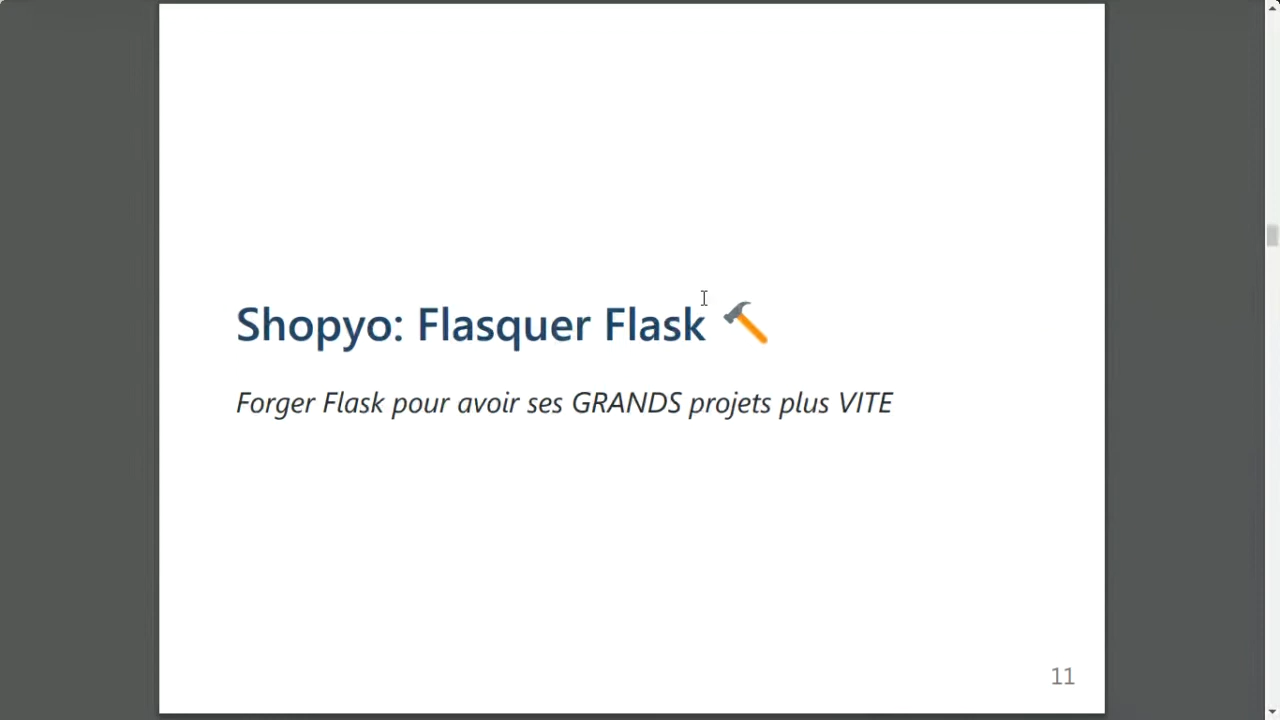 Shopyo: Flasquer Flask 🔨
Forger Flask pour avoir ses GRANDS projets plus VITE
11